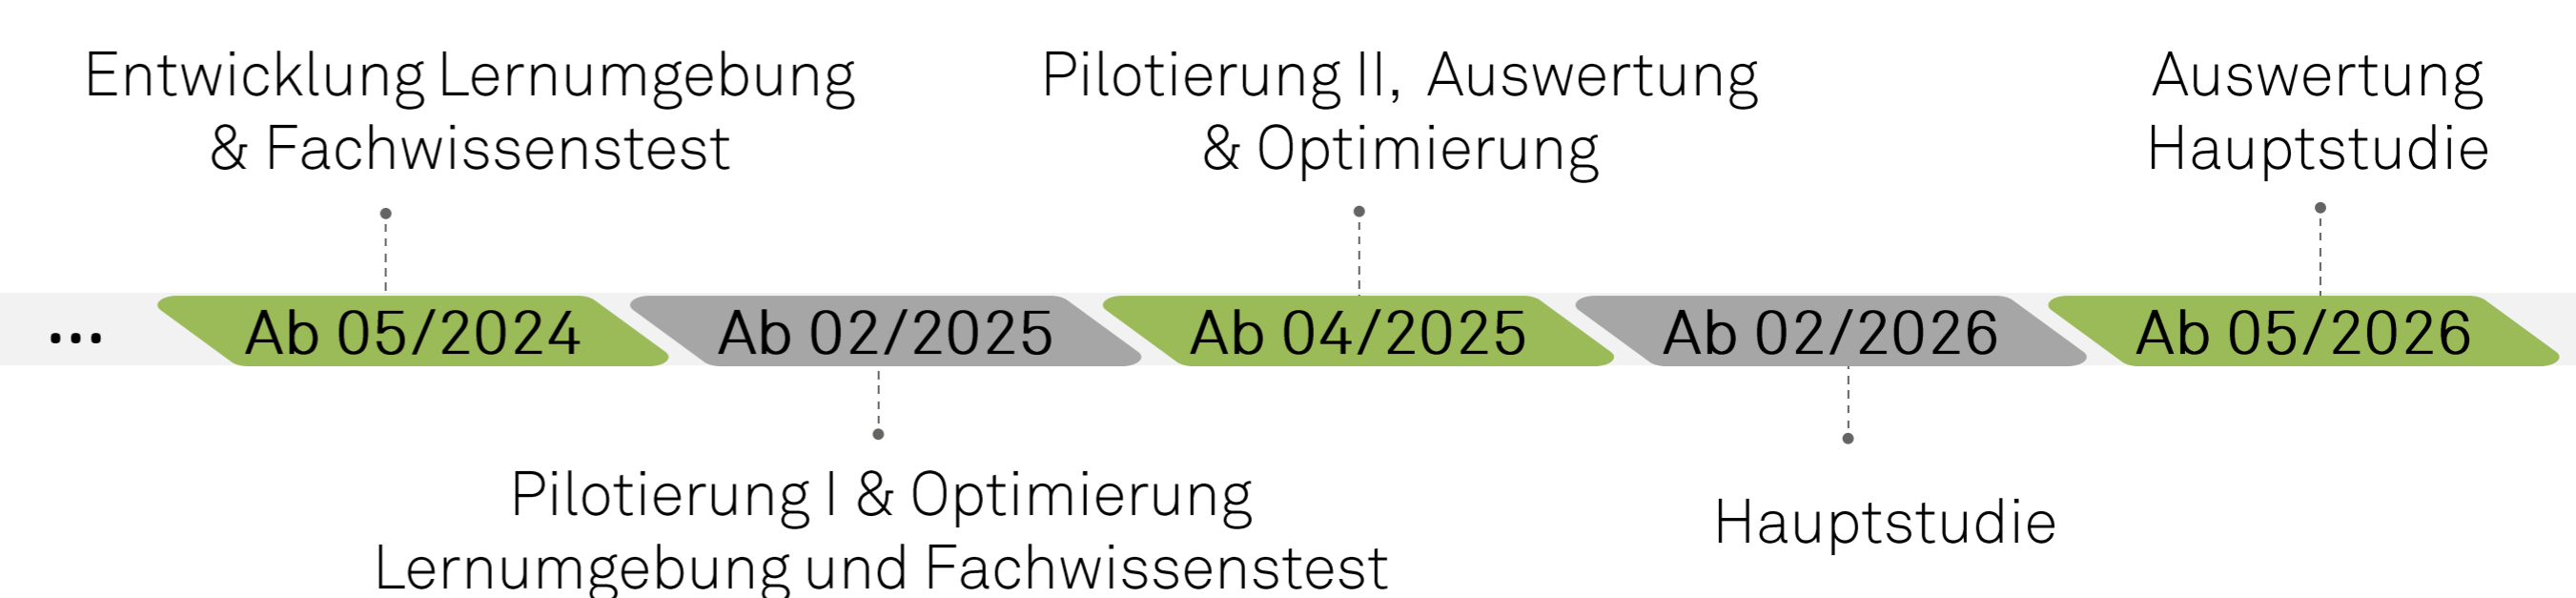 Entwicklung Lernumgebung
& Fachwissenstest
Pilotierung II, Auswertung
& Optimierung
Auswertung
Hauptstudie
... Ab 05/2024 Ab 02/2025 Ab 04/2025 Ab 02/2026 Ab 05/2026
Pilotierung I & Optimierung
Lernumgebung und Fachwissenstest
Hauptstudie